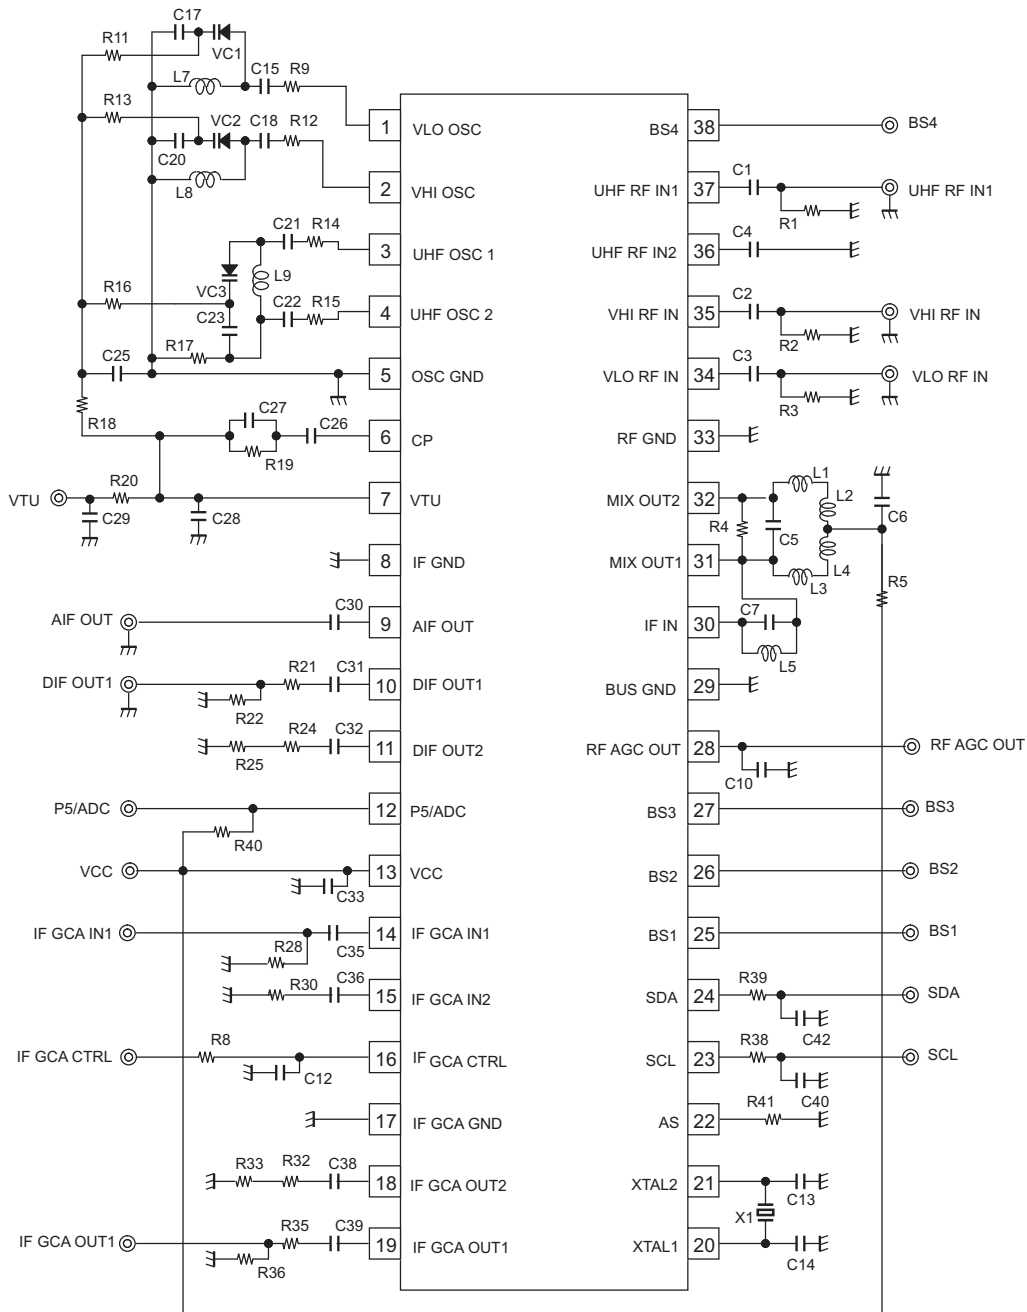 C17
R11
VC1
C15 R9
L7
R13
VC2 C18 R12
C20
L8
1 VLO OSC
BS4 38
BS4
2 VHI OSC
UHF RF IN1 37
C1
R1
UHF RF IN1
C21 R14
3 UHF OSC 1
UHF RF IN2 36
C4
L9
VC3
R16
C22 R15
4 UHF OSC 2
VHI RF IN 35
C2
R2
VHI RF IN
C23
R17
C25
5 OSC GND
VLO RF IN 34
C3
R3
VLO RF IN
R18
C27
C26
R19
6 CP
RF GND 33
VTU
R20
C29
C28
7 VTU
MIX OUT2 32
R4
C5
L1
L2
C6
8 IF GND
MIX OUT1 31
L4
L3
R5
AIF OUT
C30
9 AIF OUT
IF IN 30
C7
L5
DIF OUT1
R21 C31
R22
10 DIF OUT1
BUS GND 29
R24 C32
R25
11 DIF OUT2
RF AGC OUT 28
C10
RF AGC OUT
P5/ADC
R40
12 P5/ADC
BS3 27
BS3
VCC
C33
13 VCC
BS2 26
BS2
IF GCA IN1
R28
C35
14 IF GCA IN1
BS1 25
BS1
R30
C36
15 IF GCA IN2
SDA 24
R39
C42
SDA
IF GCA CTRL
R8
C12
16 IF GCA CTRL
SCL 23
R38
C40
SCL
17 IF GCA GND
AS 22
R41
R33 R32 C38
18 IF GCA OUT2
XTAL2 21
C13
X1
IF GCA OUT1
R35 C39
R36
19 IF GCA OUT1
XTAL1 20
C14